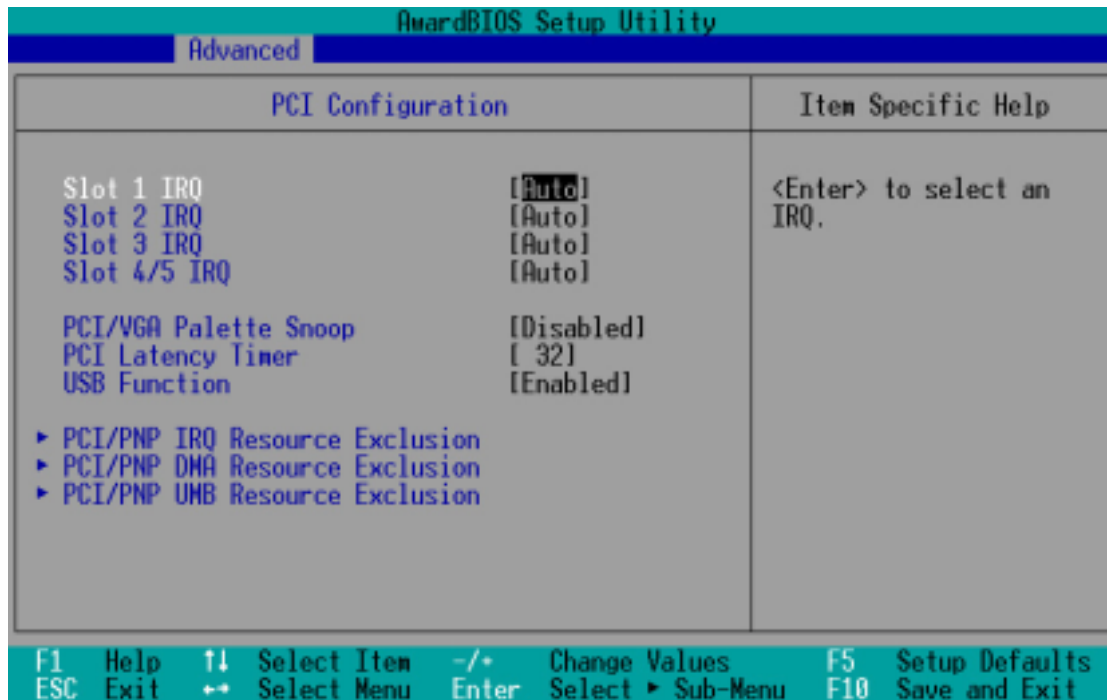 AwardBIOS Setup Utility
Advanced
PCI Configuration
Item Specific Help
Slot 1 IRQ [Auto]
Slot 2 IRQ [Auto]
Slot 3 IRQ [Auto]
Slot 4/5 IRQ [Auto]
PCI/VGA Palette Snoop [Disabled]
PCI Latency Timer [ 32]
USB Function [Enabled]
▸ PCI/PNP IRQ Resource Exclusion
▸ PCI/PNP DMA Resource Exclusion
▸ PCI/PNP UMB Resource Exclusion
<Enter> to select an
IRQ.
F1 Help ↑↓ Select Item -/+ Change Values F5 Setup Defaults
ESC Exit ←→ Select Menu Enter Select ▸ Sub-Menu F10 Save and Exit